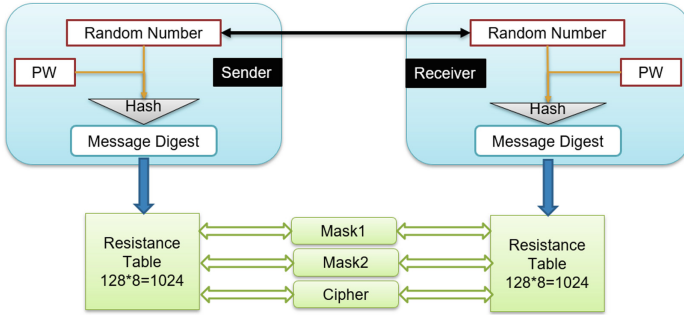 Random Number
Random Number
PW
Sender
Receiver
PW
Hash
Hash
Message Digest
Message Digest
Resistance
Table
128*8=1024
Mask1
Mask2
Cipher
Resistance
Table
128*8=1024